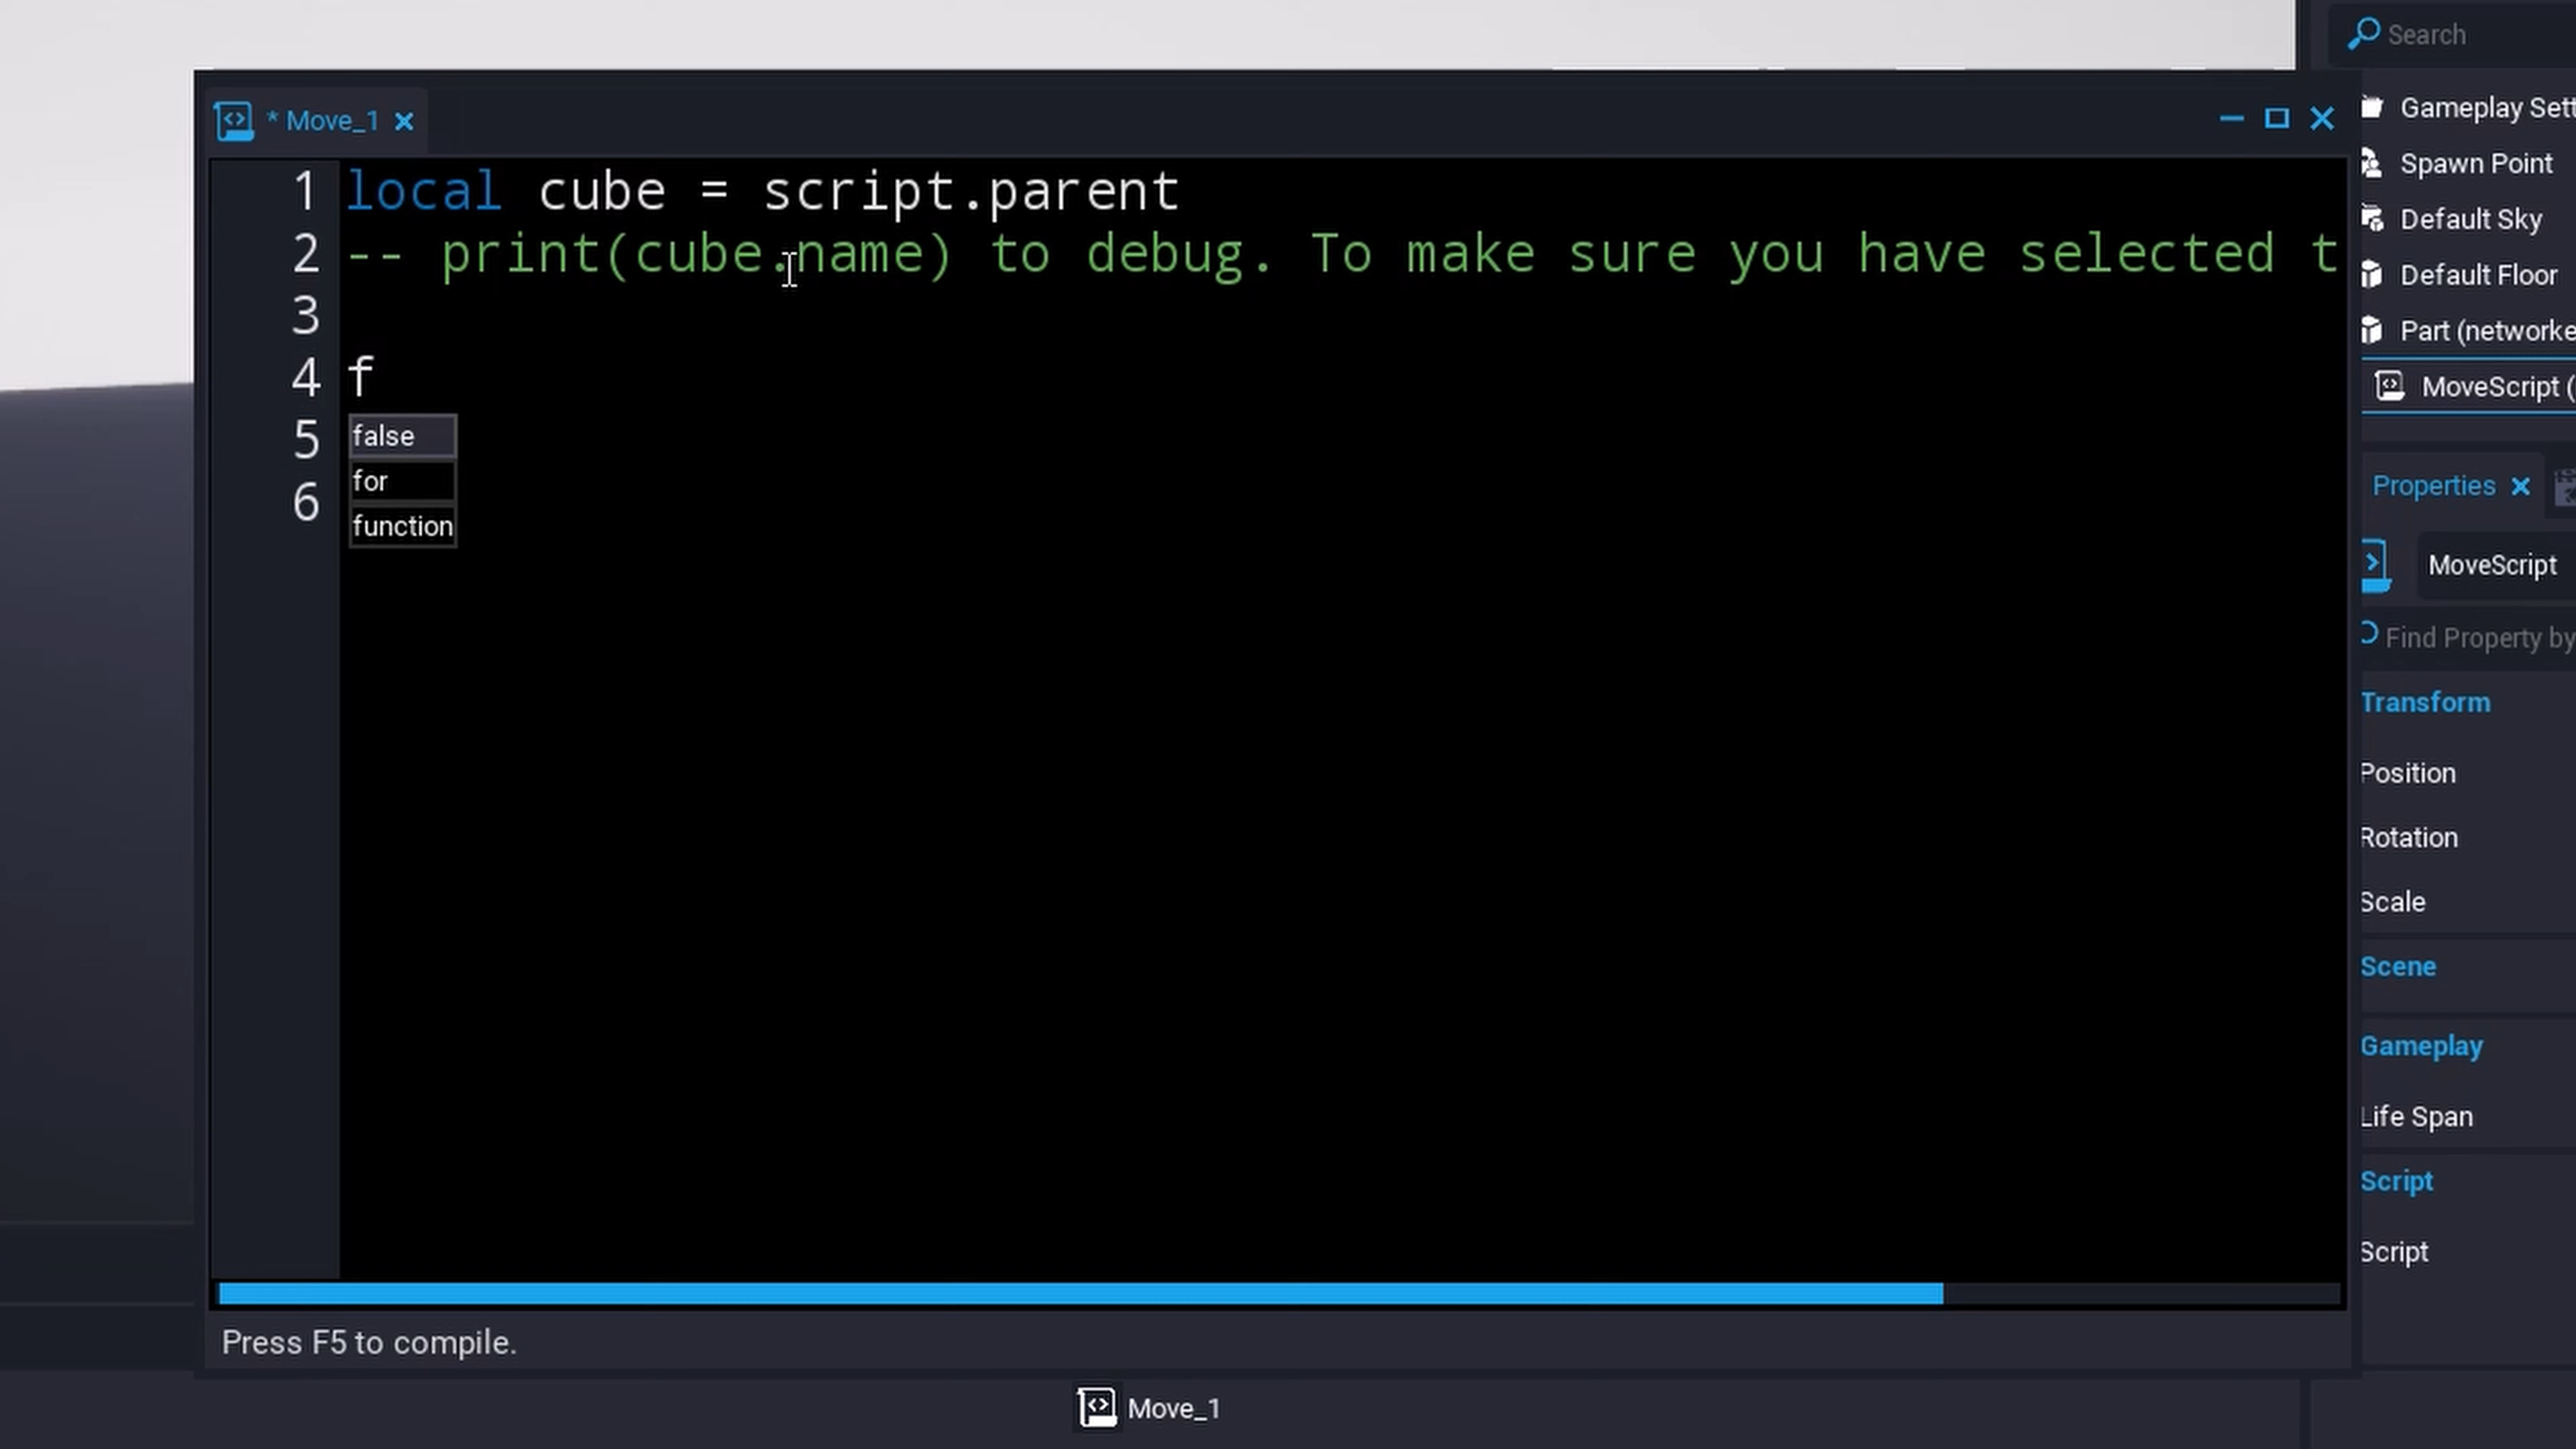 Search
* Move_1
Gameplay Sett
Spawn Point
Default Sky
Default Floor
Part (networke
MoveScript (
1 local cube = script.parent
2 -- print(cube.name) to debug. To make sure you have selected t
3
4 f
5
6
false
for
function
Properties
MoveScript
Find Property by
Transform
Position
Rotation
Scale
Scene
Gameplay
Life Span
Script
Script
Press F5 to compile.
Move_1